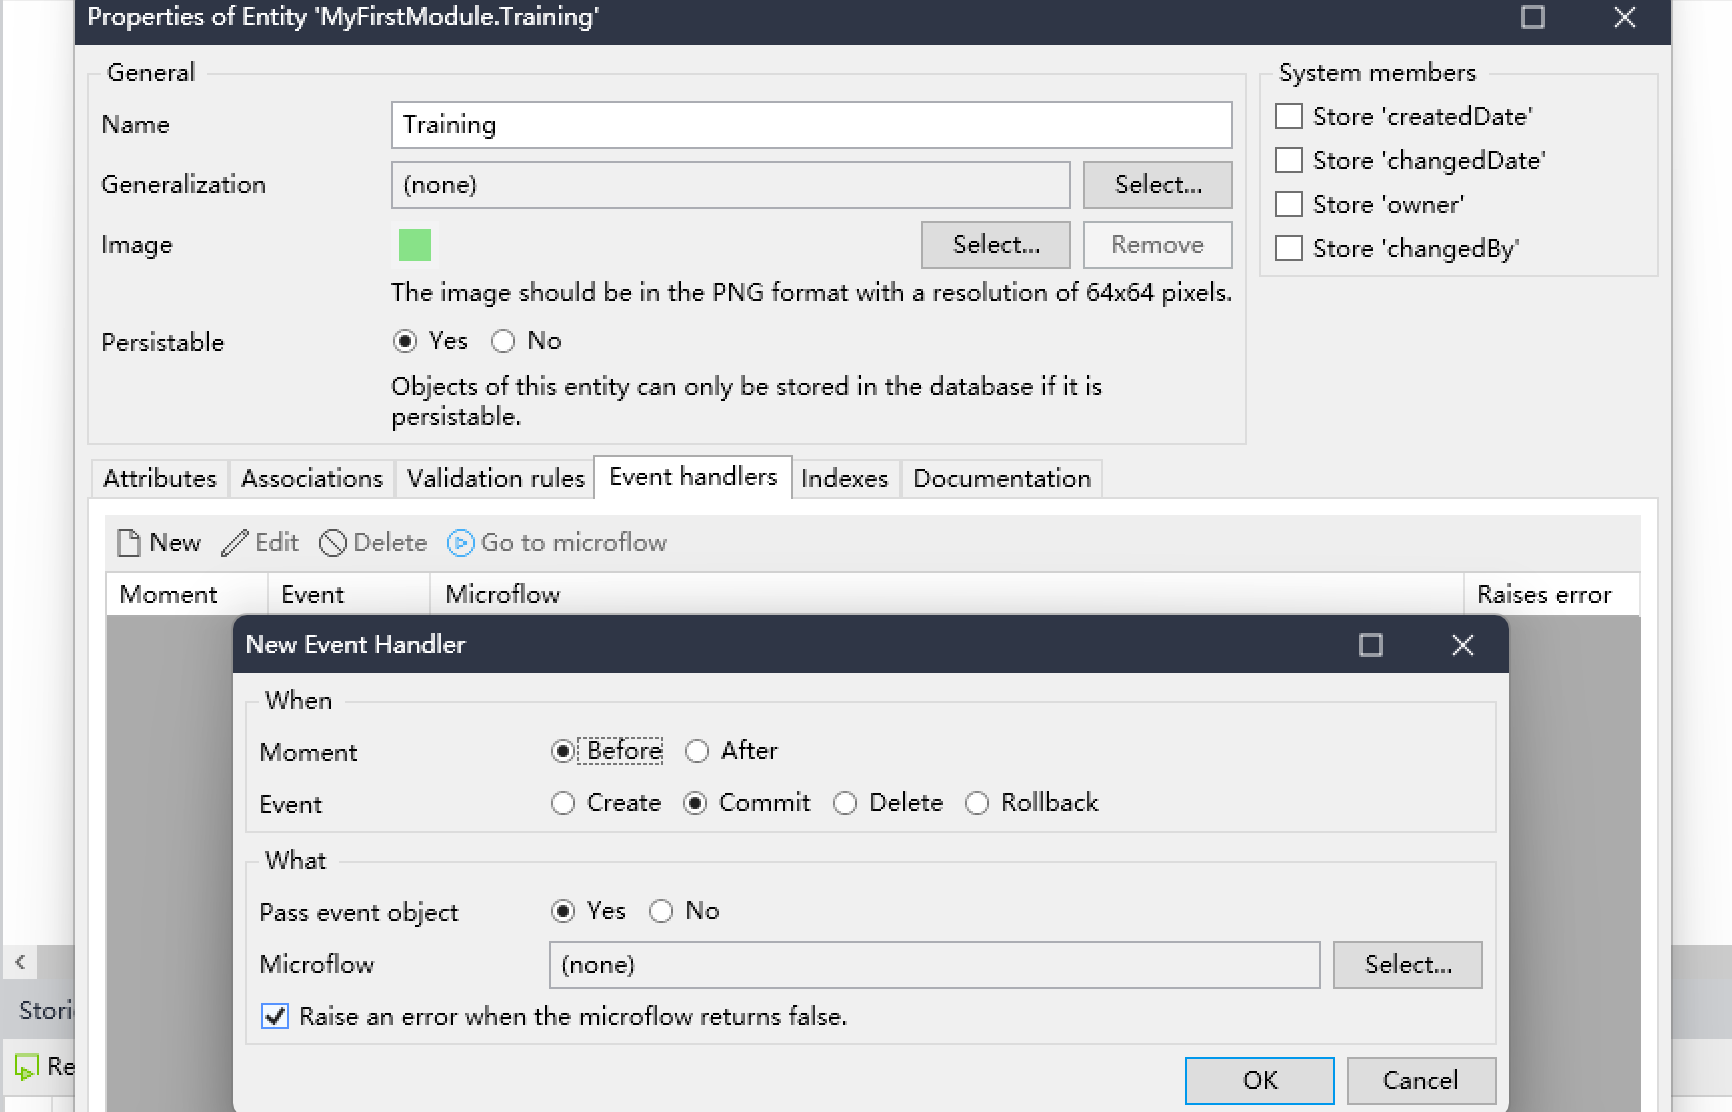 Properties of Entity 'MyFirstModule.Training'
General
Name
Training
Generalization
(none)
Select...
Image
Select...
Remove
The image should be in the PNG format with a resolution of 64x64 pixels.
Persistable
Yes
No
Objects of this entity can only be stored in the database if it is
persistable.
System members
Store 'createdDate'
Store 'changedDate'
Store 'owner'
Store 'changedBy'
Attributes
Associations
Validation rules
Event handlers
Indexes
Documentation
New
Edit
Delete
Go to microflow
Moment
Event
Microflow
Raises error
New Event Handler
When
Moment
Before
After
Event
Create
Commit
Delete
Rollback
What
Pass event object
Yes
No
Microflow
(none)
Select...
Raise an error when the microflow returns false.
OK
Cancel
Stori
Re